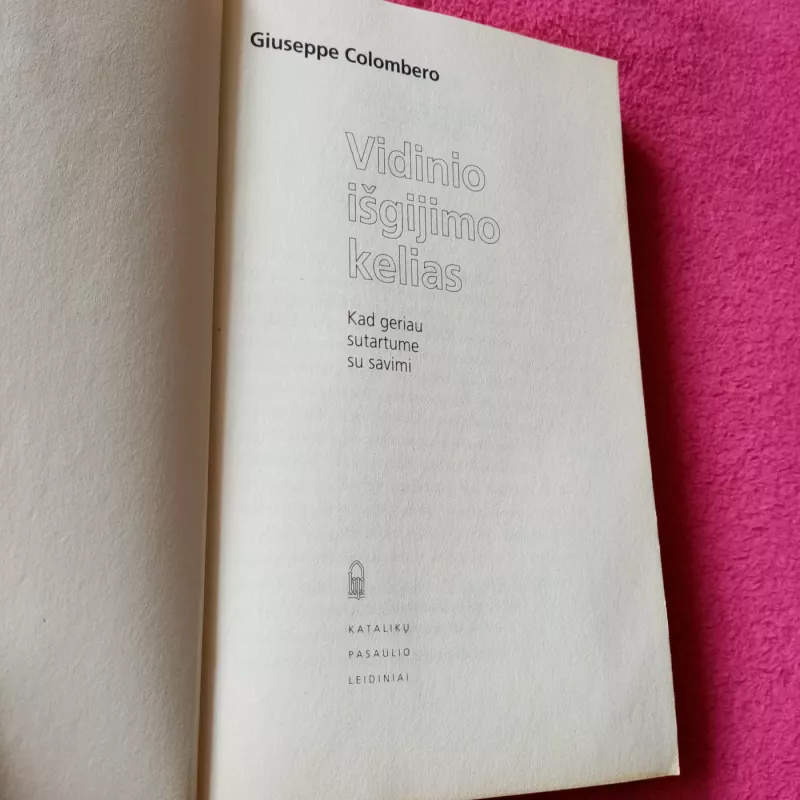 Giuseppe Colombero
Vidinio
išgijimo
kelias
Kad geriau
sutartume
su savimi
KATALIKŲ
PASAULIO
LEIDINIAI